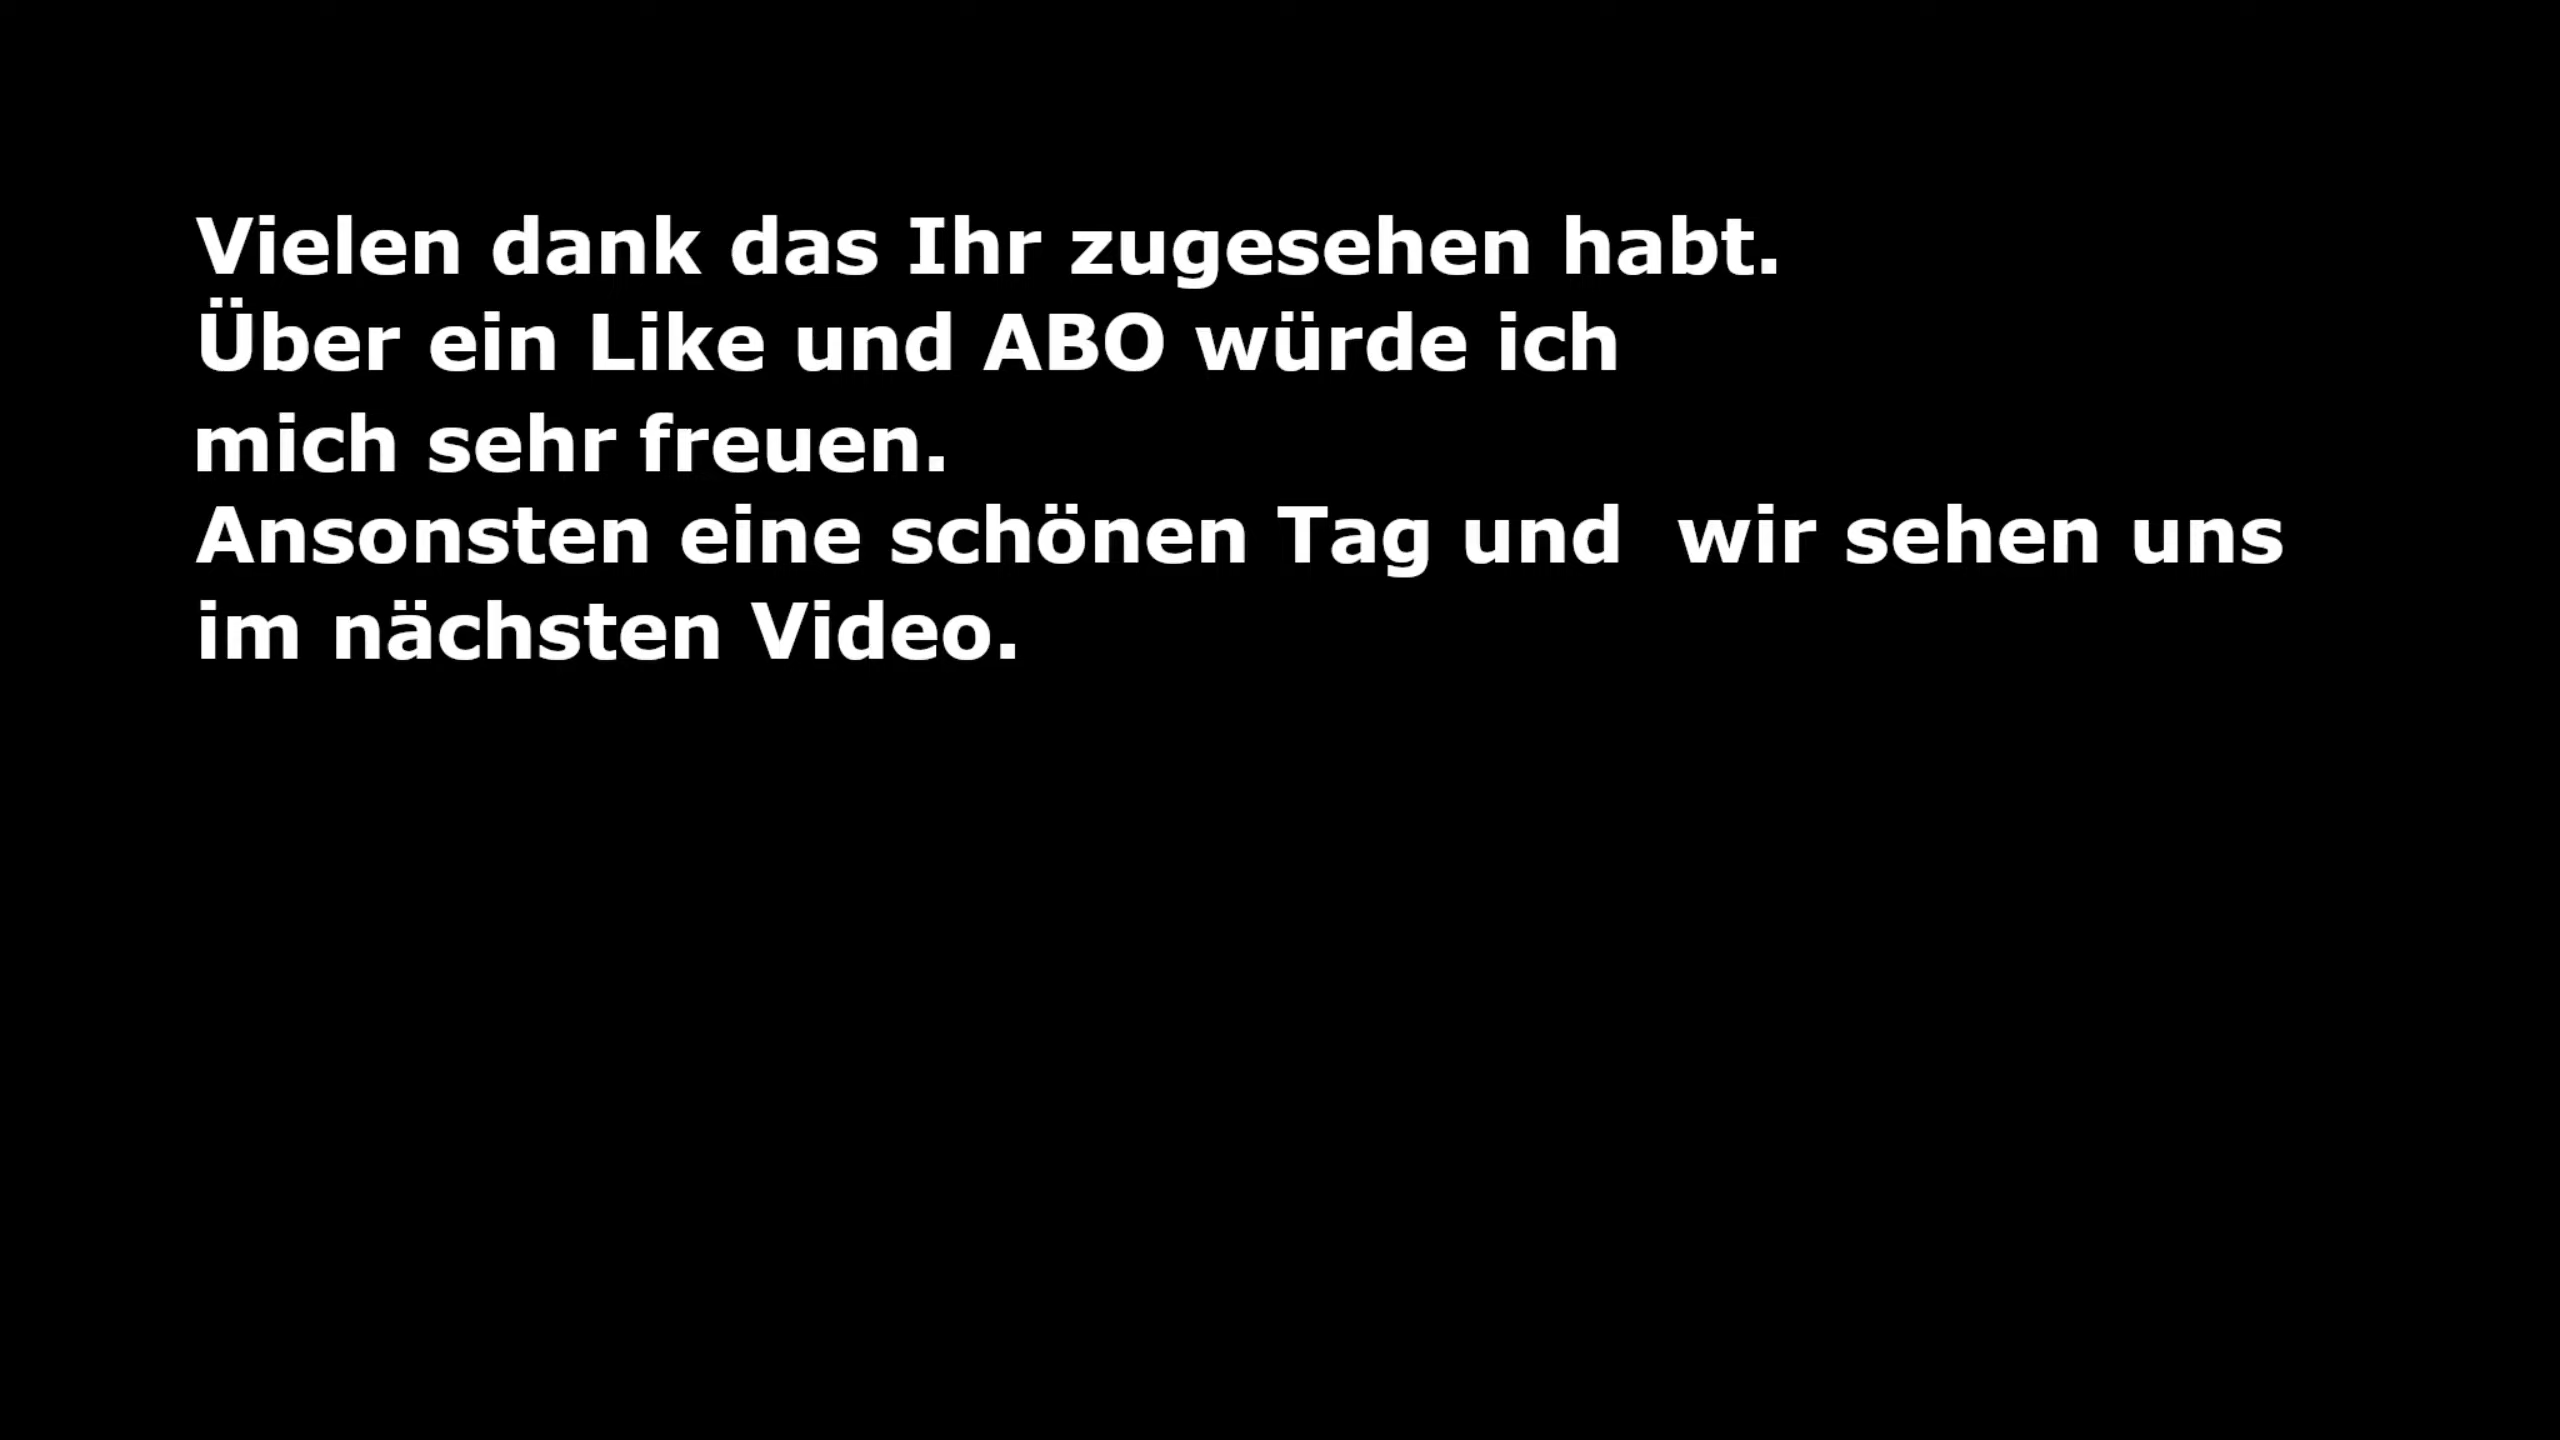 Vielen dank das Ihr zugesehen habt.
Über ein Like und ABO würde ich
mich sehr freuen.
Ansonsten eine schönen Tag und  wir sehen uns
im nächsten Video.